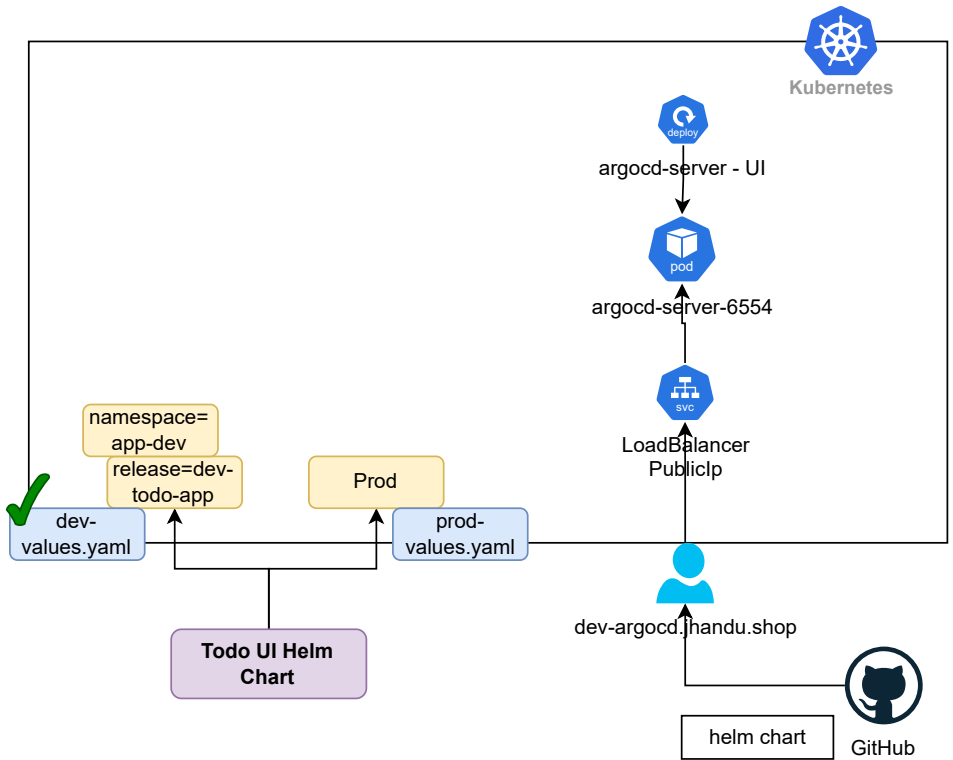 Kubernetes
deploy
argocd-server - UI
pod
argocd-server-6554
svc
LoadBalancer
PublicIp
namespace=
app-dev
release=dev-
todo-app
Prod
dev-
values.yaml
prod-
values.yaml
Todo UI Helm
Chart
dev-argocd.jhandu.shop
helm chart
GitHub